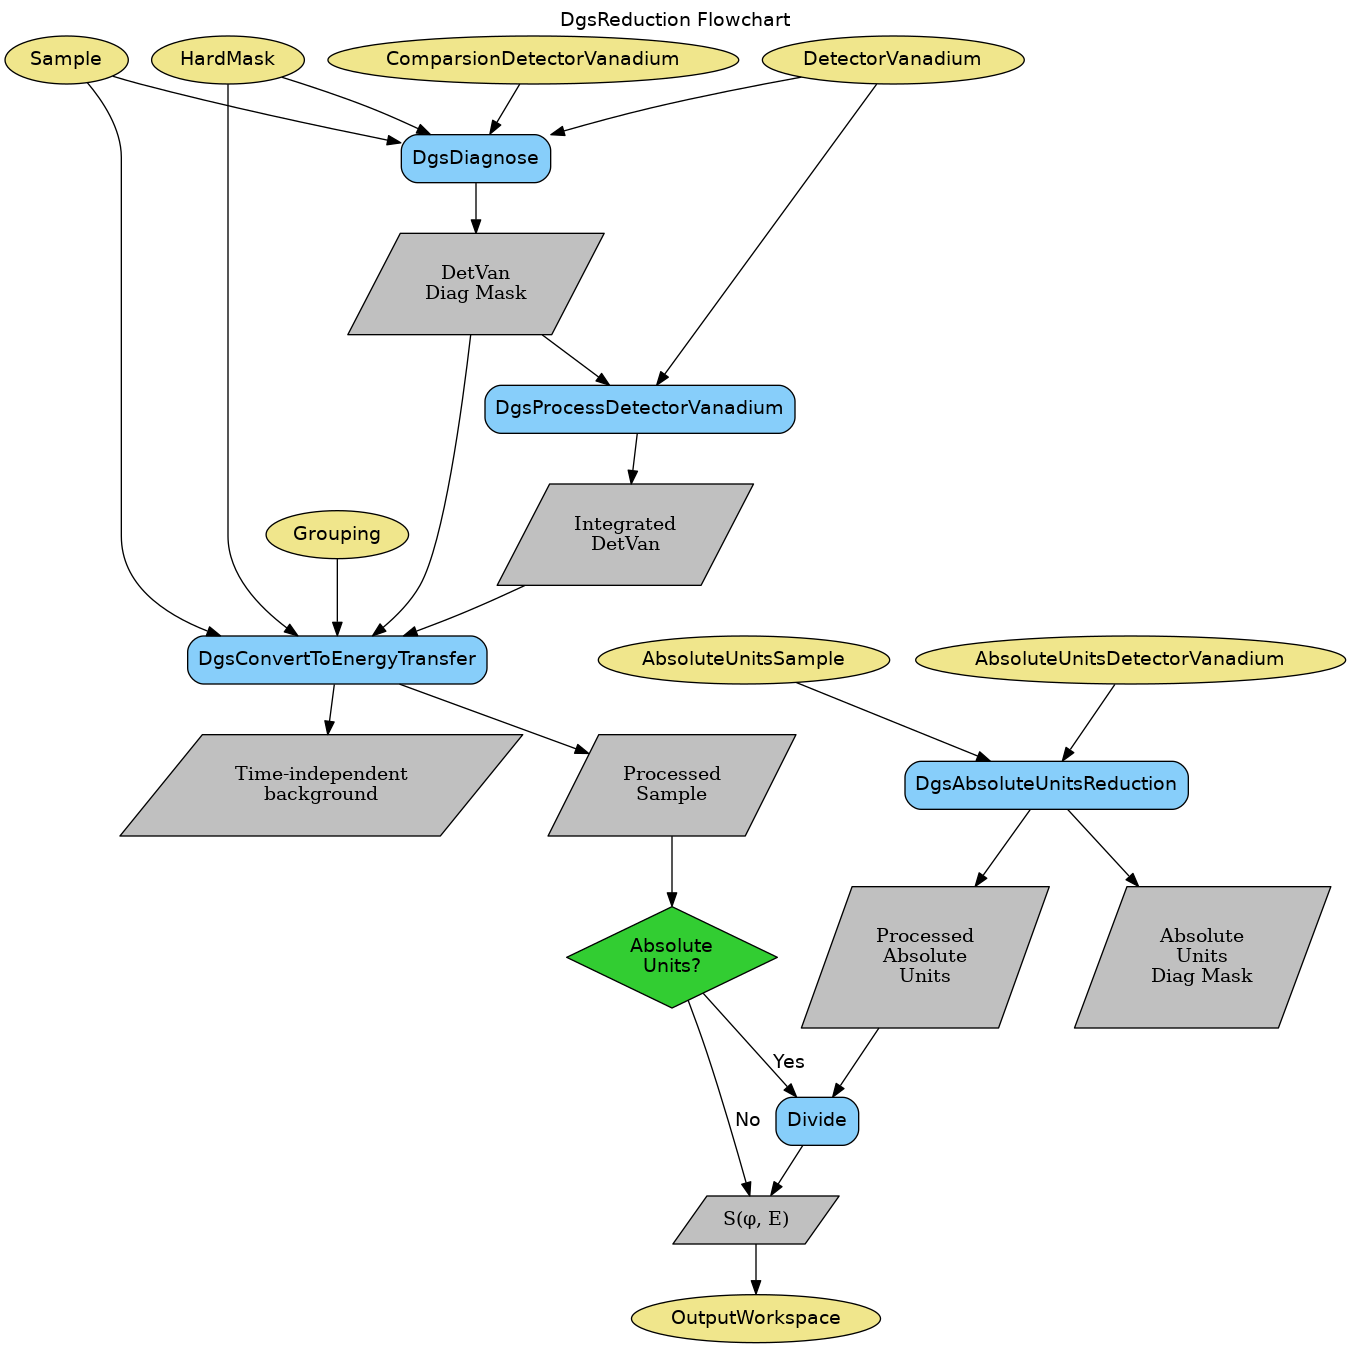 DgsReduction Flowchart
Sample
HardMask
ComparsionDetectorVanadium
DetectorVanadium
DgsDiagnose
DetVan
Diag Mask
DgsProcessDetectorVanadium
Integrated
DetVan
Grouping
DgsConvertToEnergyTransfer
AbsoluteUnitsSample
AbsoluteUnitsDetectorVanadium
Time-independent
background
Processed
Sample
DgsAbsoluteUnitsReduction
Absolute
Units?
Processed
Absolute
Units
Absolute
Units
Diag Mask
Yes
No
Divide
S(φ, E)
OutputWorkspace